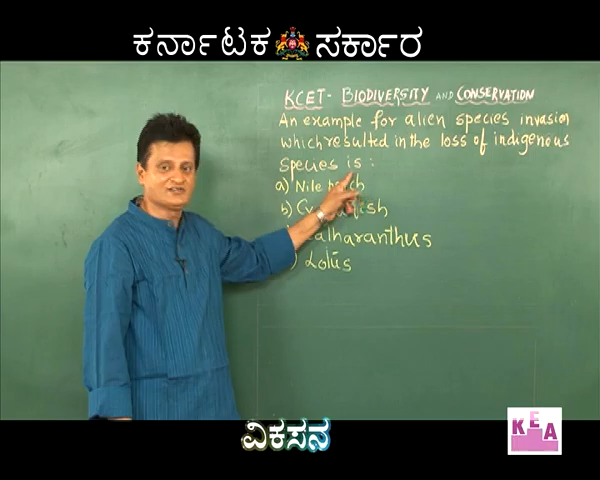 ಕರ್ನಾಟಕ ಸರ್ಕಾರ
KCET - BIODIVERSITY AND CONSERVATION
An example for alien species invasion
which resulted in the loss of indigenous
species is :
a) Nile
b)
Lotus
ವಿಕಸನ
KEA